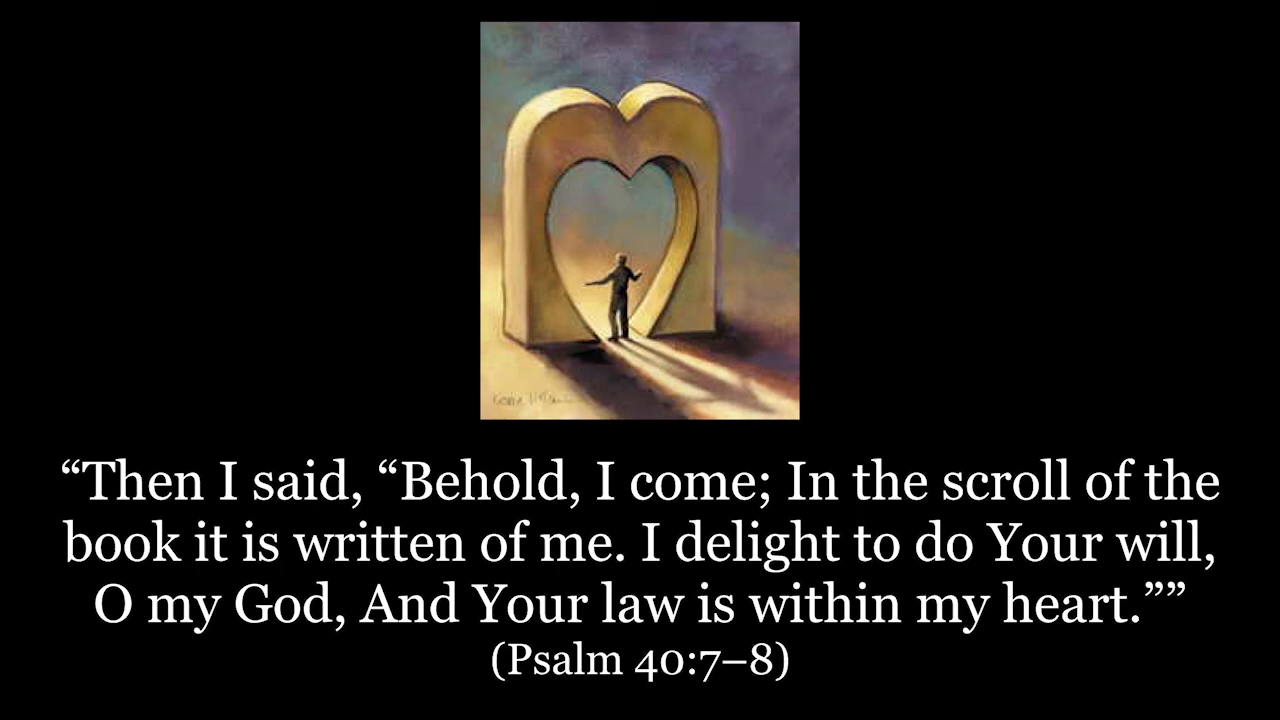 “Then I said, “Behold, I come; In the scroll of the
book it is written of me. I delight to do Your will,
O my God, And Your law is within my heart.””
(Psalm 40:7–8)